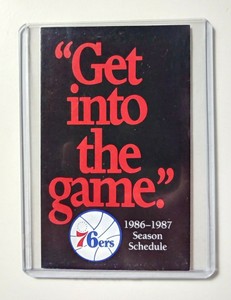 “Get
into
the
game.”
76ers
1986–1987
Season
Schedule